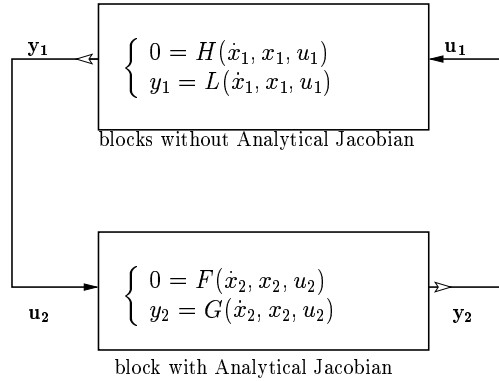 y₁
u₁
{ 0 = H(ẋ₁, x₁, u₁)
y₁ = L(ẋ₁, x₁, u₁)
blocks without Analytical Jacobian
{ 0 = F(ẋ₂, x₂, u₂)
y₂ = G(ẋ₂, x₂, u₂)
u₂
y₂
block with Analytical Jacobian